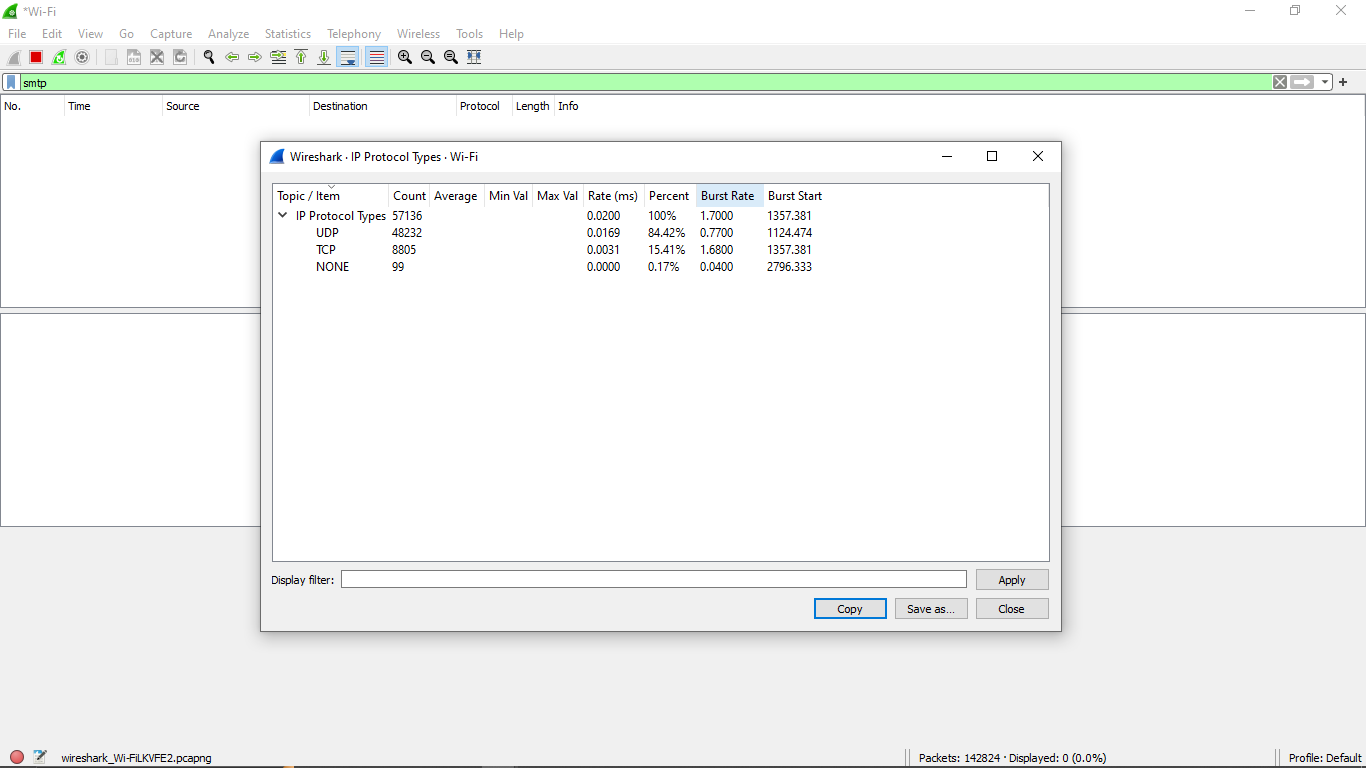 *Wi-Fi
File Edit View Go Capture Analyze Statistics Telephony Wireless Tools Help
smtp
No. Time Source Destination Protocol Length Info
Wireshark · IP Protocol Types · Wi-Fi
Topic / Item Count Average Min Val Max Val Rate (ms) Percent Burst Rate Burst Start
IP Protocol Types 57136 0.0200 100% 1.7000 1357.381
UDP 48232 0.0169 84.42% 0.7700 1124.474
TCP 8805 0.0031 15.41% 1.6800 1357.381
NONE 99 0.0000 0.17% 0.0400 2796.333
Display filter: Apply
Copy Save as... Close
wireshark_Wi-FiLKVFE2.pcapng Packets: 142824 · Displayed: 0 (0.0%) Profile: Default